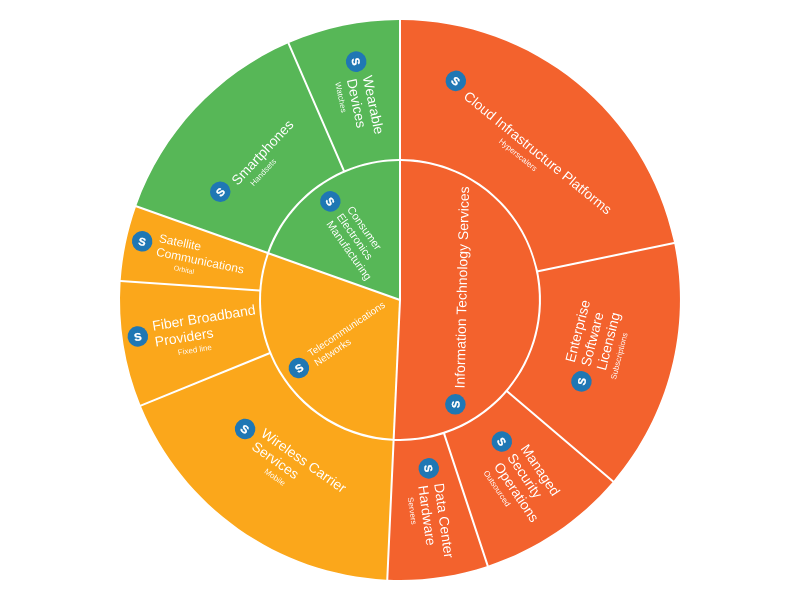 Information Technology Services
S
Cloud Infrastructure Platforms
Hyperscalers
S
Enterprise
Software
Licensing
Subscriptions
S
Managed
Security
Operations
Outsourced
S
Data Center
Hardware
Servers
S
Telecommunications
Networks
S
Wireless Carrier
Services
Mobile
S
Fiber Broadband
Providers
Fixed line
S
Satellite
Communications
Orbital
S
Consumer
Electronics
Manufacturing
S
Smartphones
Handsets
S
Wearable
Devices
Watches
S